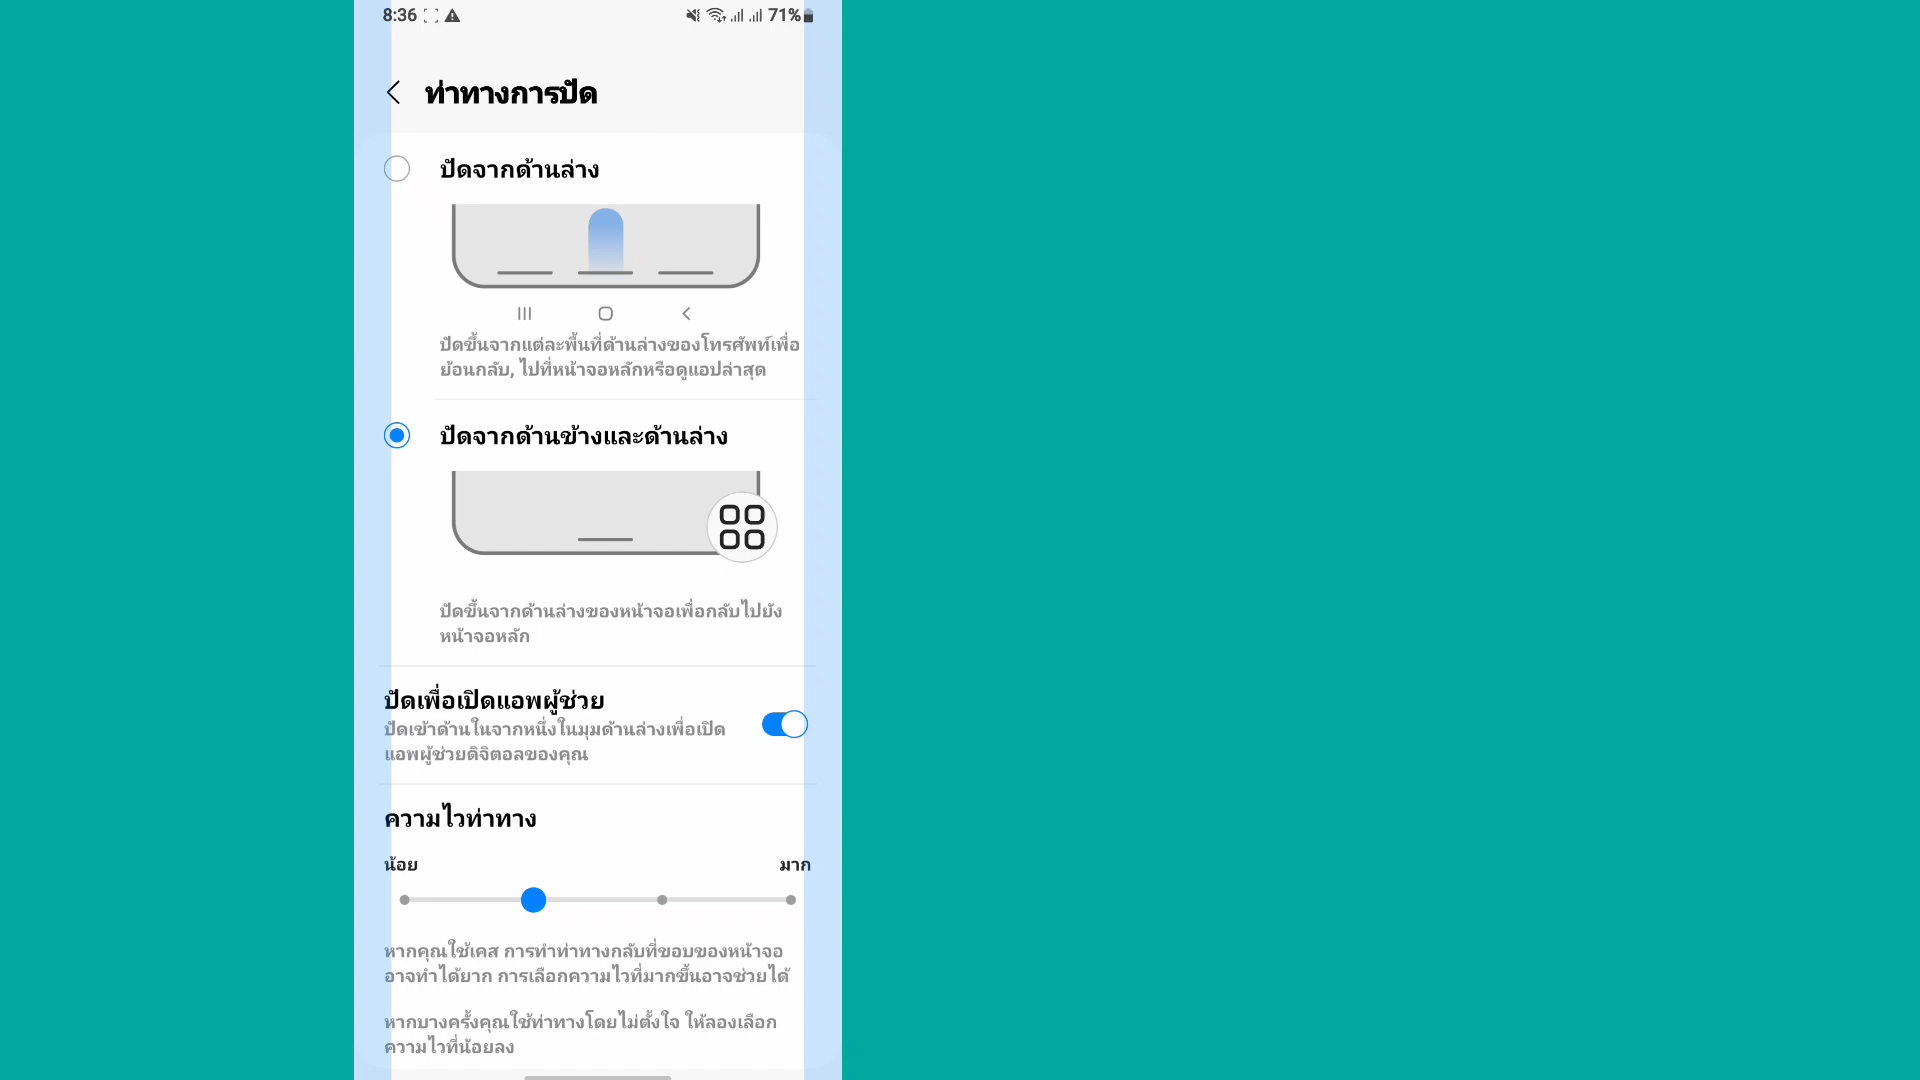 8:36
71%
ท่าทางการปัด
ปัดจากด้านล่าง
ปัดขึ้นจากแต่ละพื้นที่ด้านล่างของโทรศัพท์เพื่อ
ย้อนกลับ, ไปที่หน้าจอหลักหรือดูแอปล่าสุด
ปัดจากด้านข้างและด้านล่าง
ปัดขึ้นจากด้านล่างของหน้าจอเพื่อกลับไปยัง
หน้าจอหลัก
ปัดเพื่อเปิดแอพผู้ช่วย
ปัดเข้าด้านในจากหนึ่งในมุมด้านล่างเพื่อเปิด
แอพผู้ช่วยดิจิตอลของคุณ
ความไวท่าทาง
น้อย
มาก
หากคุณใช้เคส การทำท่าทางกลับที่ขอบของหน้าจอ
อาจทำได้ยาก การเลือกความไวที่มากขึ้นอาจช่วยได้
หากบางครั้งคุณใช้ท่าทางโดยไม่ตั้งใจ ให้ลองเลือก
ความไวที่น้อยลง